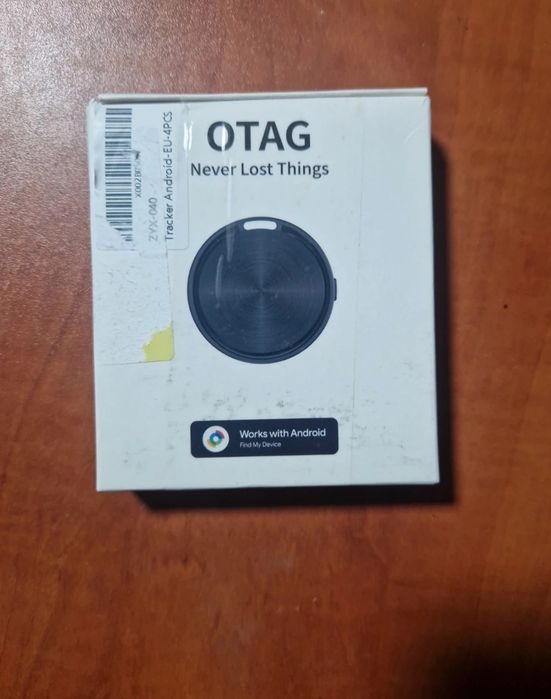 OTAG
Never Lost Things
ZYX-040
Tracker Android-EU-4PCS
Works with Android
Find My Device